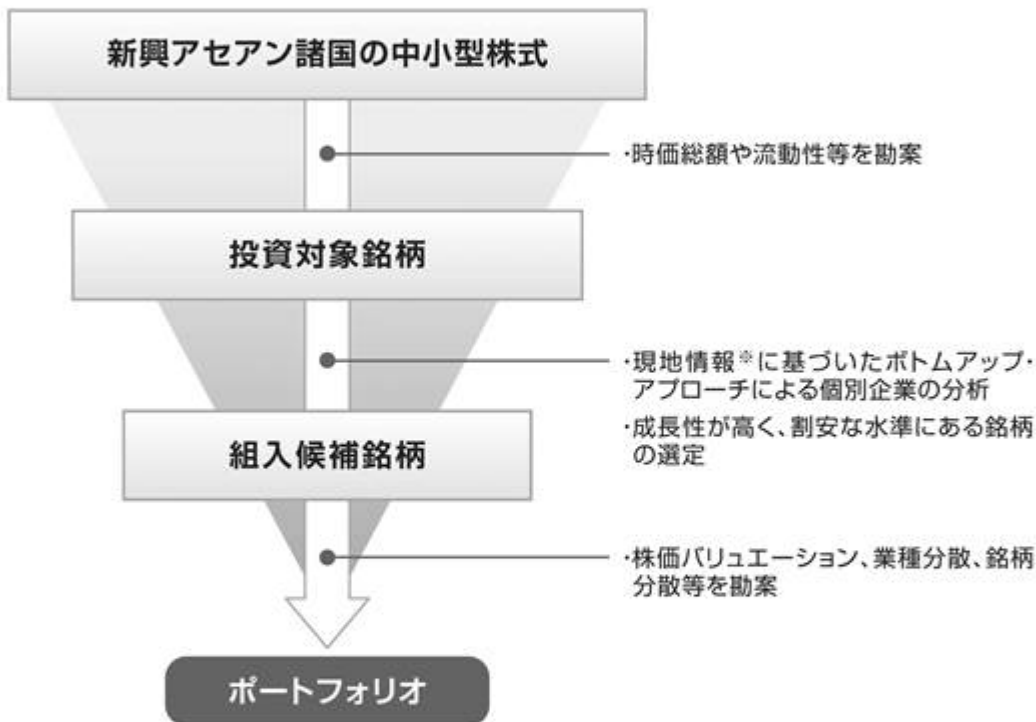 新興アセアン諸国の中小型株式
・時価総額や流動性等を勘案
投資対象銘柄
・現地情報※に基づいたボトムアップ・
アプローチによる個別企業の分析
・成長性が高く、割安な水準にある銘柄
の選定
組入候補銘柄
・株価バリュエーション、業種分散、銘柄
分散等を勘案
ポートフォリオ